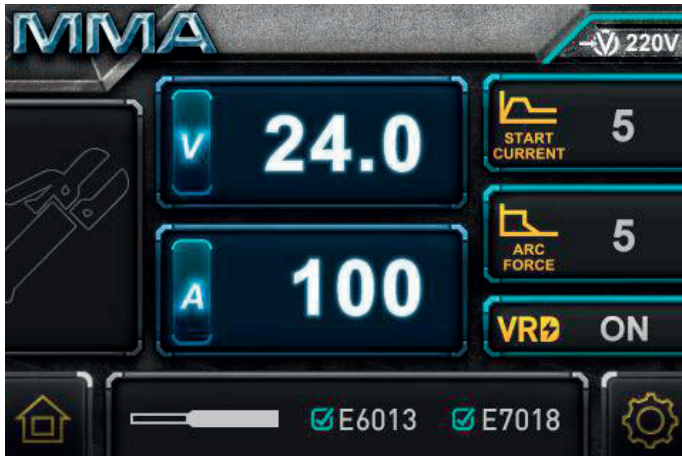 MMA
220V
V 24.0
START CURRENT 5
A 100
ARC FORCE 5
VRD ON
E6013 E7018